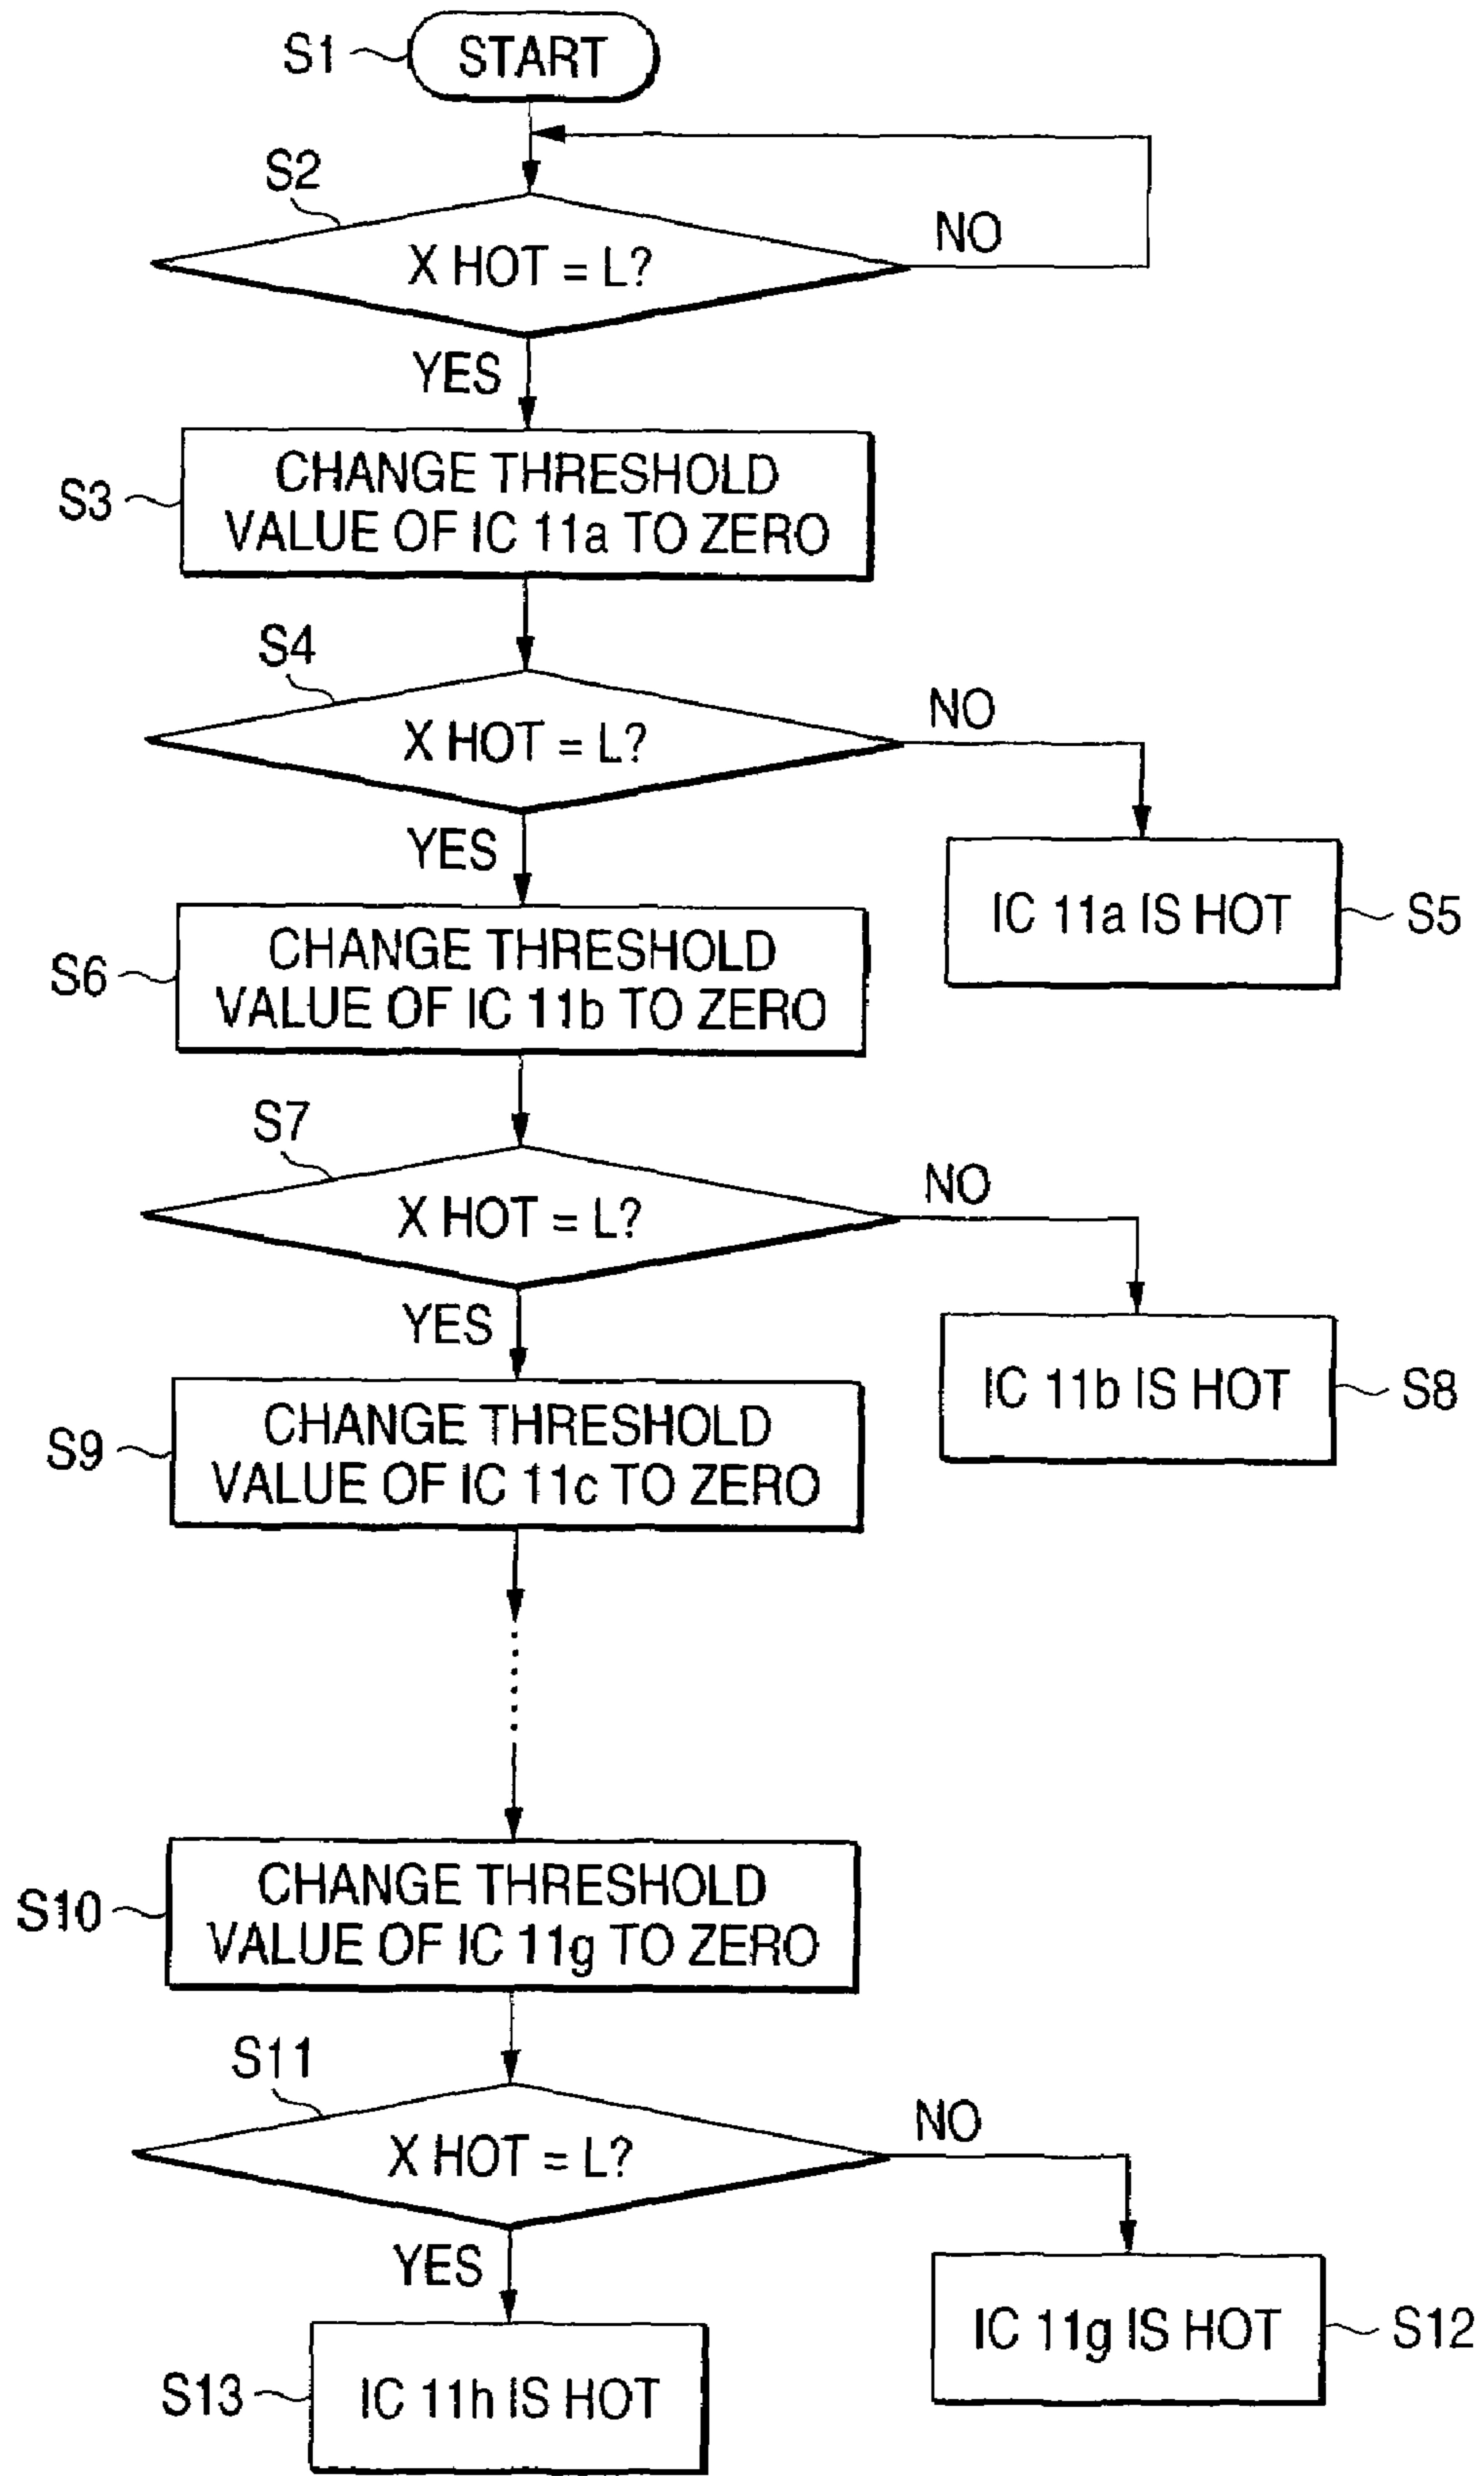 S1
START
S2
X HOT = L?
NO
YES
S3
CHANGE THRESHOLD
VALUE OF IC 11a TO ZERO
S4
X HOT = L?
NO
YES
IC 11a IS HOT
S5
S6
CHANGE THRESHOLD
VALUE OF IC 11b TO ZERO
S7
X HOT = L?
NO
YES
IC 11b IS HOT
S8
S9
CHANGE THRESHOLD
VALUE OF IC 11c TO ZERO
S10
CHANGE THRESHOLD
VALUE OF IC 11g TO ZERO
S11
X HOT = L?
NO
YES
IC 11g IS HOT
S12
S13
IC 11h IS HOT